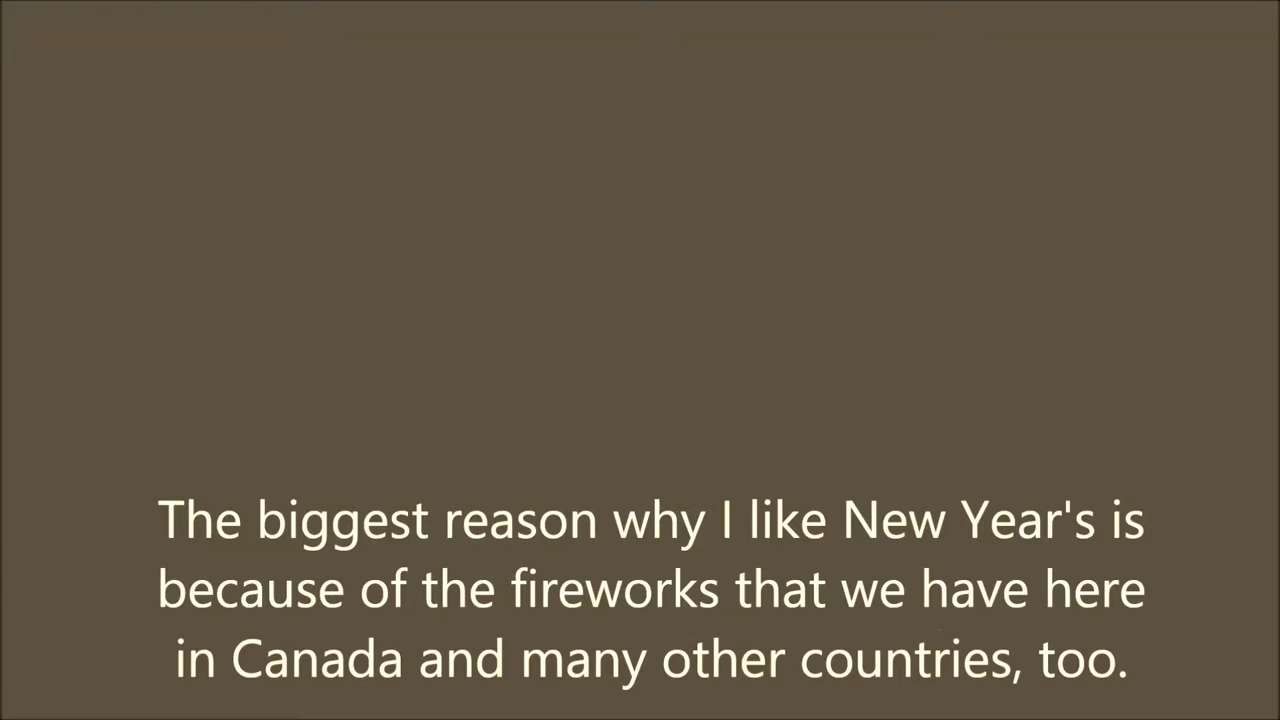 The biggest reason why I like New Year's is
because of the fireworks that we have here
in Canada and many other countries, too.